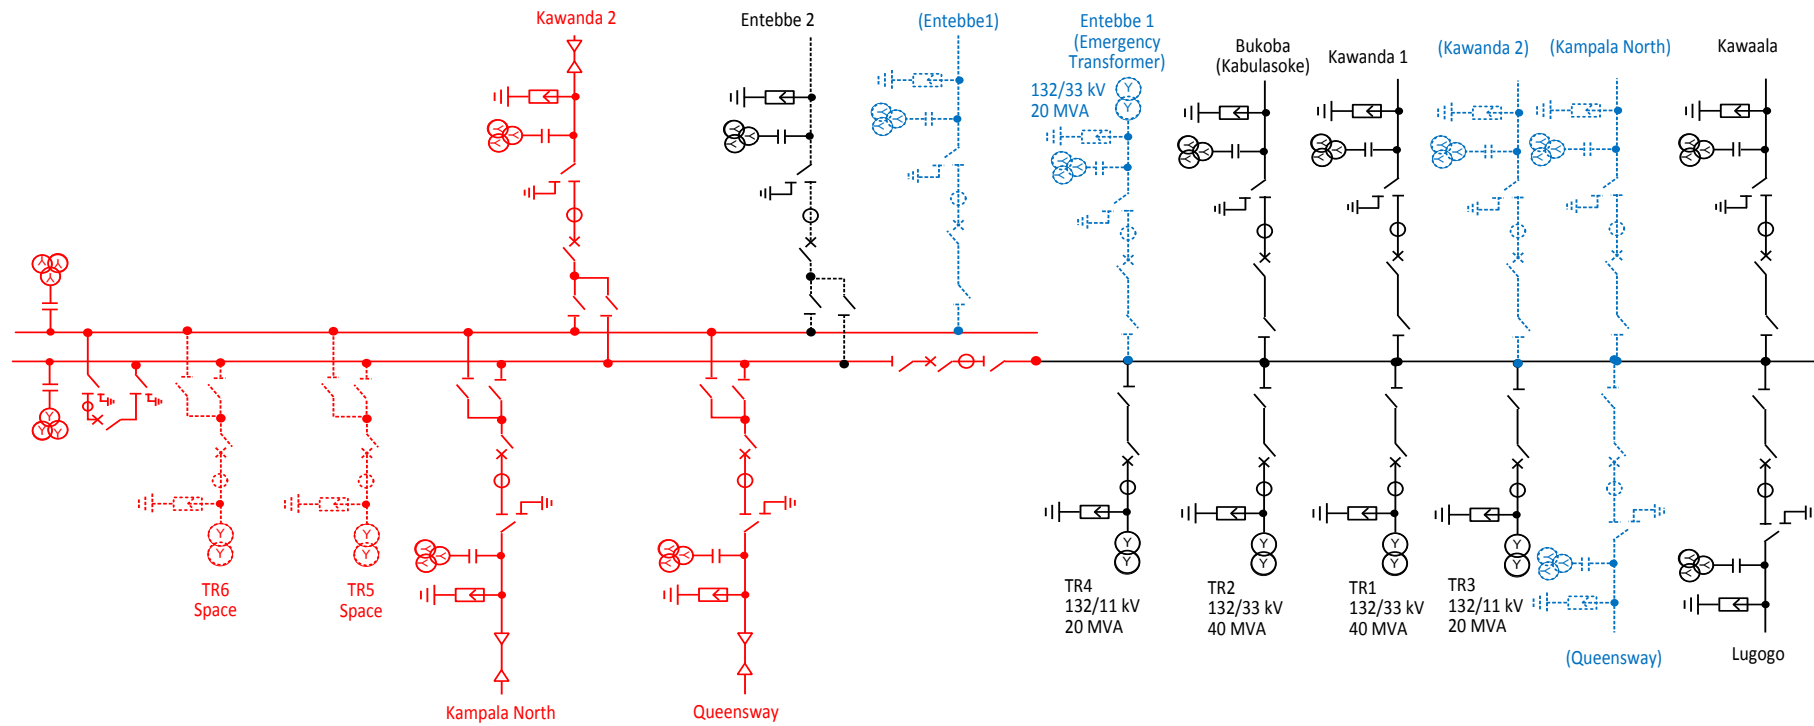 Kawanda 2
Entebbe 2
(Entebbe1)
Entebbe 1
(Emergency
Transformer)
132/33 kV
20 MVA
Bukoba
(Kabulasoke)
Kawanda 1
(Kawanda 2)
(Kampala North)
Kawaala
TR6
Space
TR5
Space
Kampala North
Queensway
TR4
132/11 kV
20 MVA
TR2
132/33 kV
40 MVA
TR1
132/33 kV
40 MVA
TR3
132/11 kV
20 MVA
(Queensway)
Lugogo